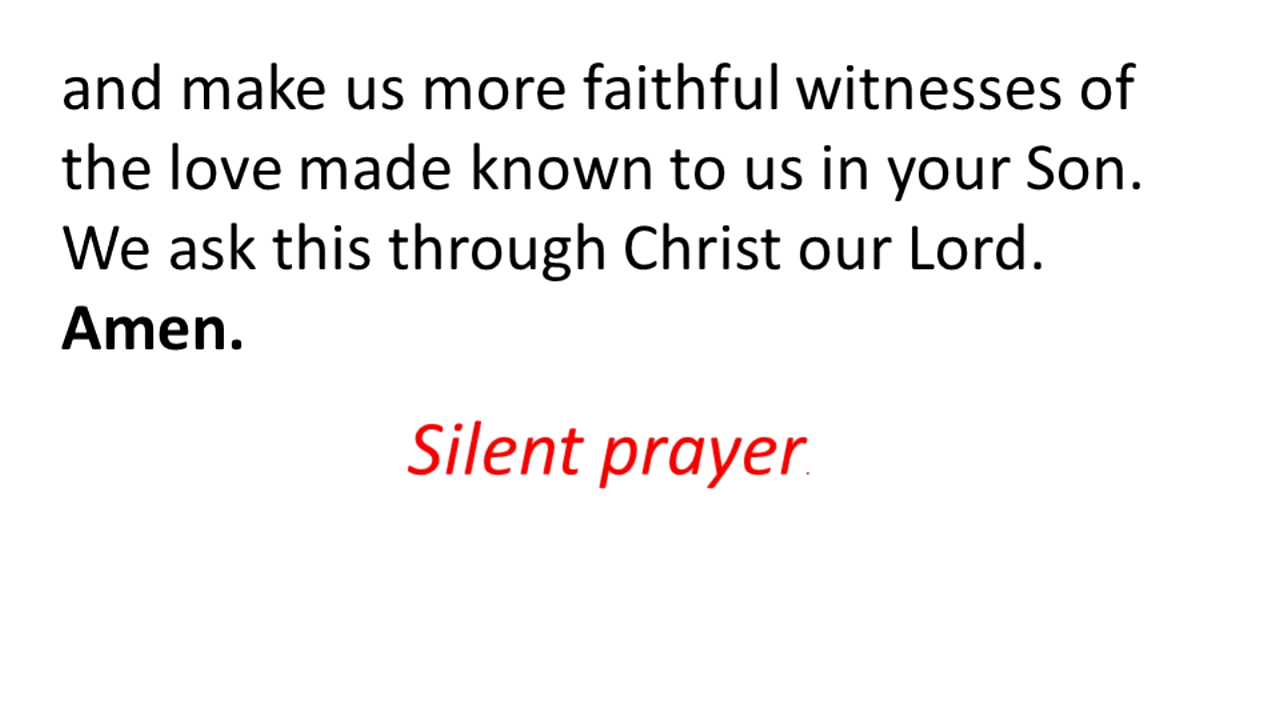 and make us more faithful witnesses of
the love made known to us in your Son.
We ask this through Christ our Lord.
Amen.
Silent prayer.